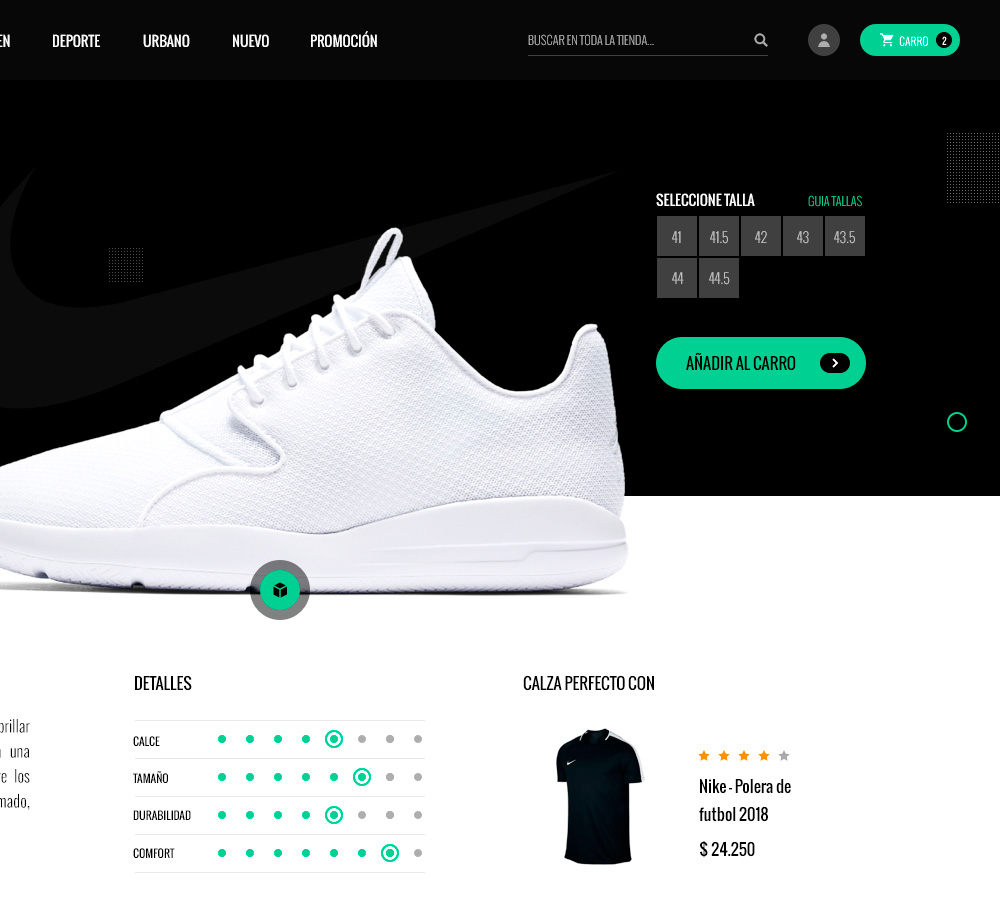 EN
DEPORTE
URBANO
NUEVO
PROMOCIÓN
BUSCAR EN TODA LA TIENDA...
CARRO 2
SELECCIONE TALLA
GUIA TALLAS
41 41.5 42 43 43.5
44 44.5
AÑADIR AL CARRO
brillar
una
los
DETALLES
CALCE
TAMAÑO
DURABILIDAD
COMFORT
CALZA PERFECTO CON
Nike - Polera de
futbol 2018
$ 24.250